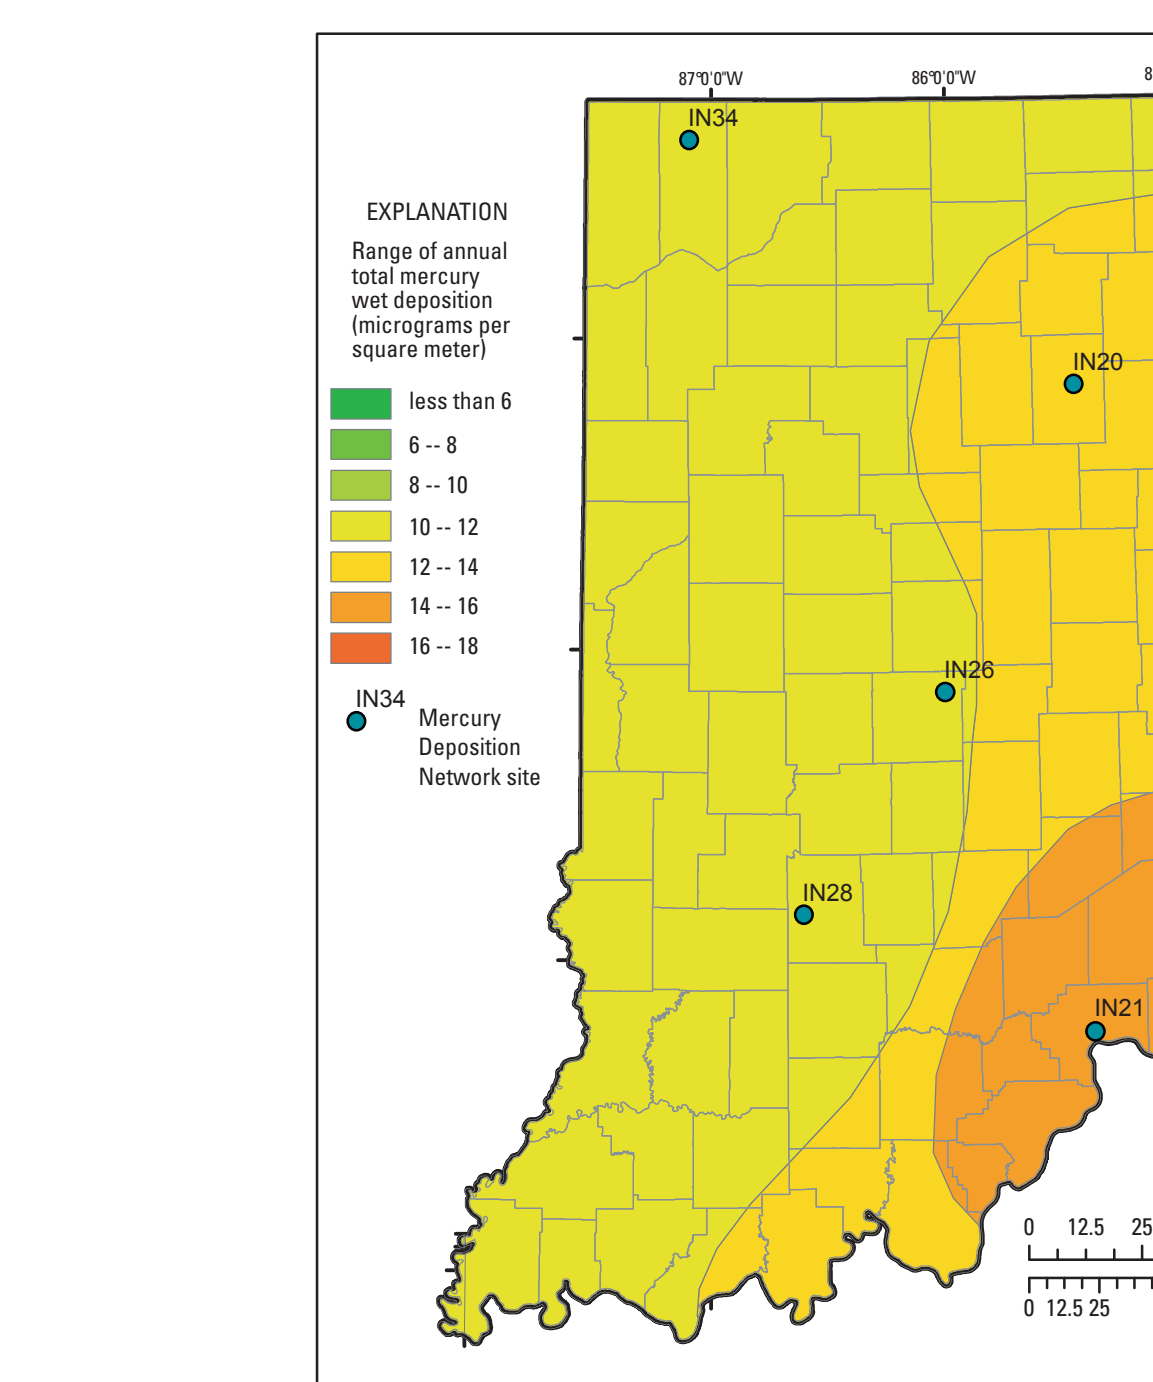 87°0'0"W
86°0'0"W
8
IN34
EXPLANATION
Range of annual
total mercury
wet deposition
(micrograms per
square meter)
less than 6
6 -- 8
8 -- 10
10 -- 12
12 -- 14
14 -- 16
16 -- 18
IN34
Mercury
Deposition
Network site
IN20
IN26
IN28
IN21
0 12.5 25
0 12.5 25